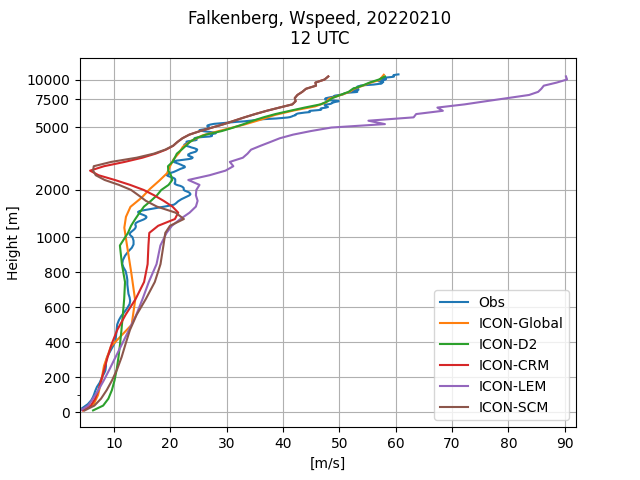 Falkenberg, Wspeed, 20220210
12 UTC
Height [m]
10000
7500
5000
2000
1000
800
600
400
200
0
Obs
ICON-Global
ICON-D2
ICON-CRM
ICON-LEM
ICON-SCM
10 20 30 40 50 60 70 80 90
[m/s]